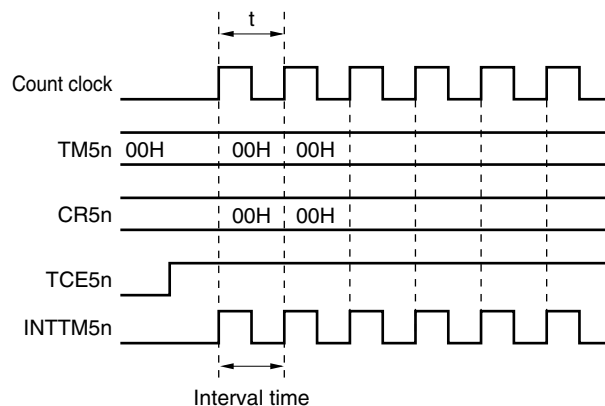 t
Count clock
TM5n 00H 00H 00H
CR5n 00H 00H
TCE5n
INTTM5n
Interval time